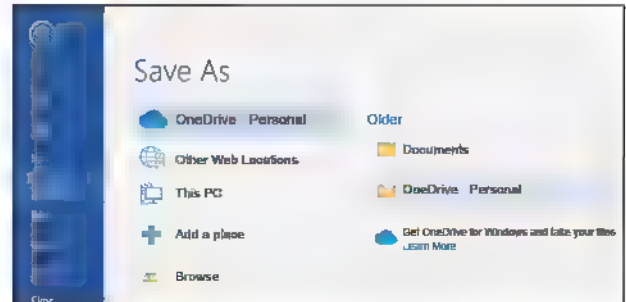 Save As
OneDrive Personal
Other Web Locations
This PC
Add a place
Browse
Older
Documents
OneDrive Personal
Get OneDrive for Windows and take your files
Learn More